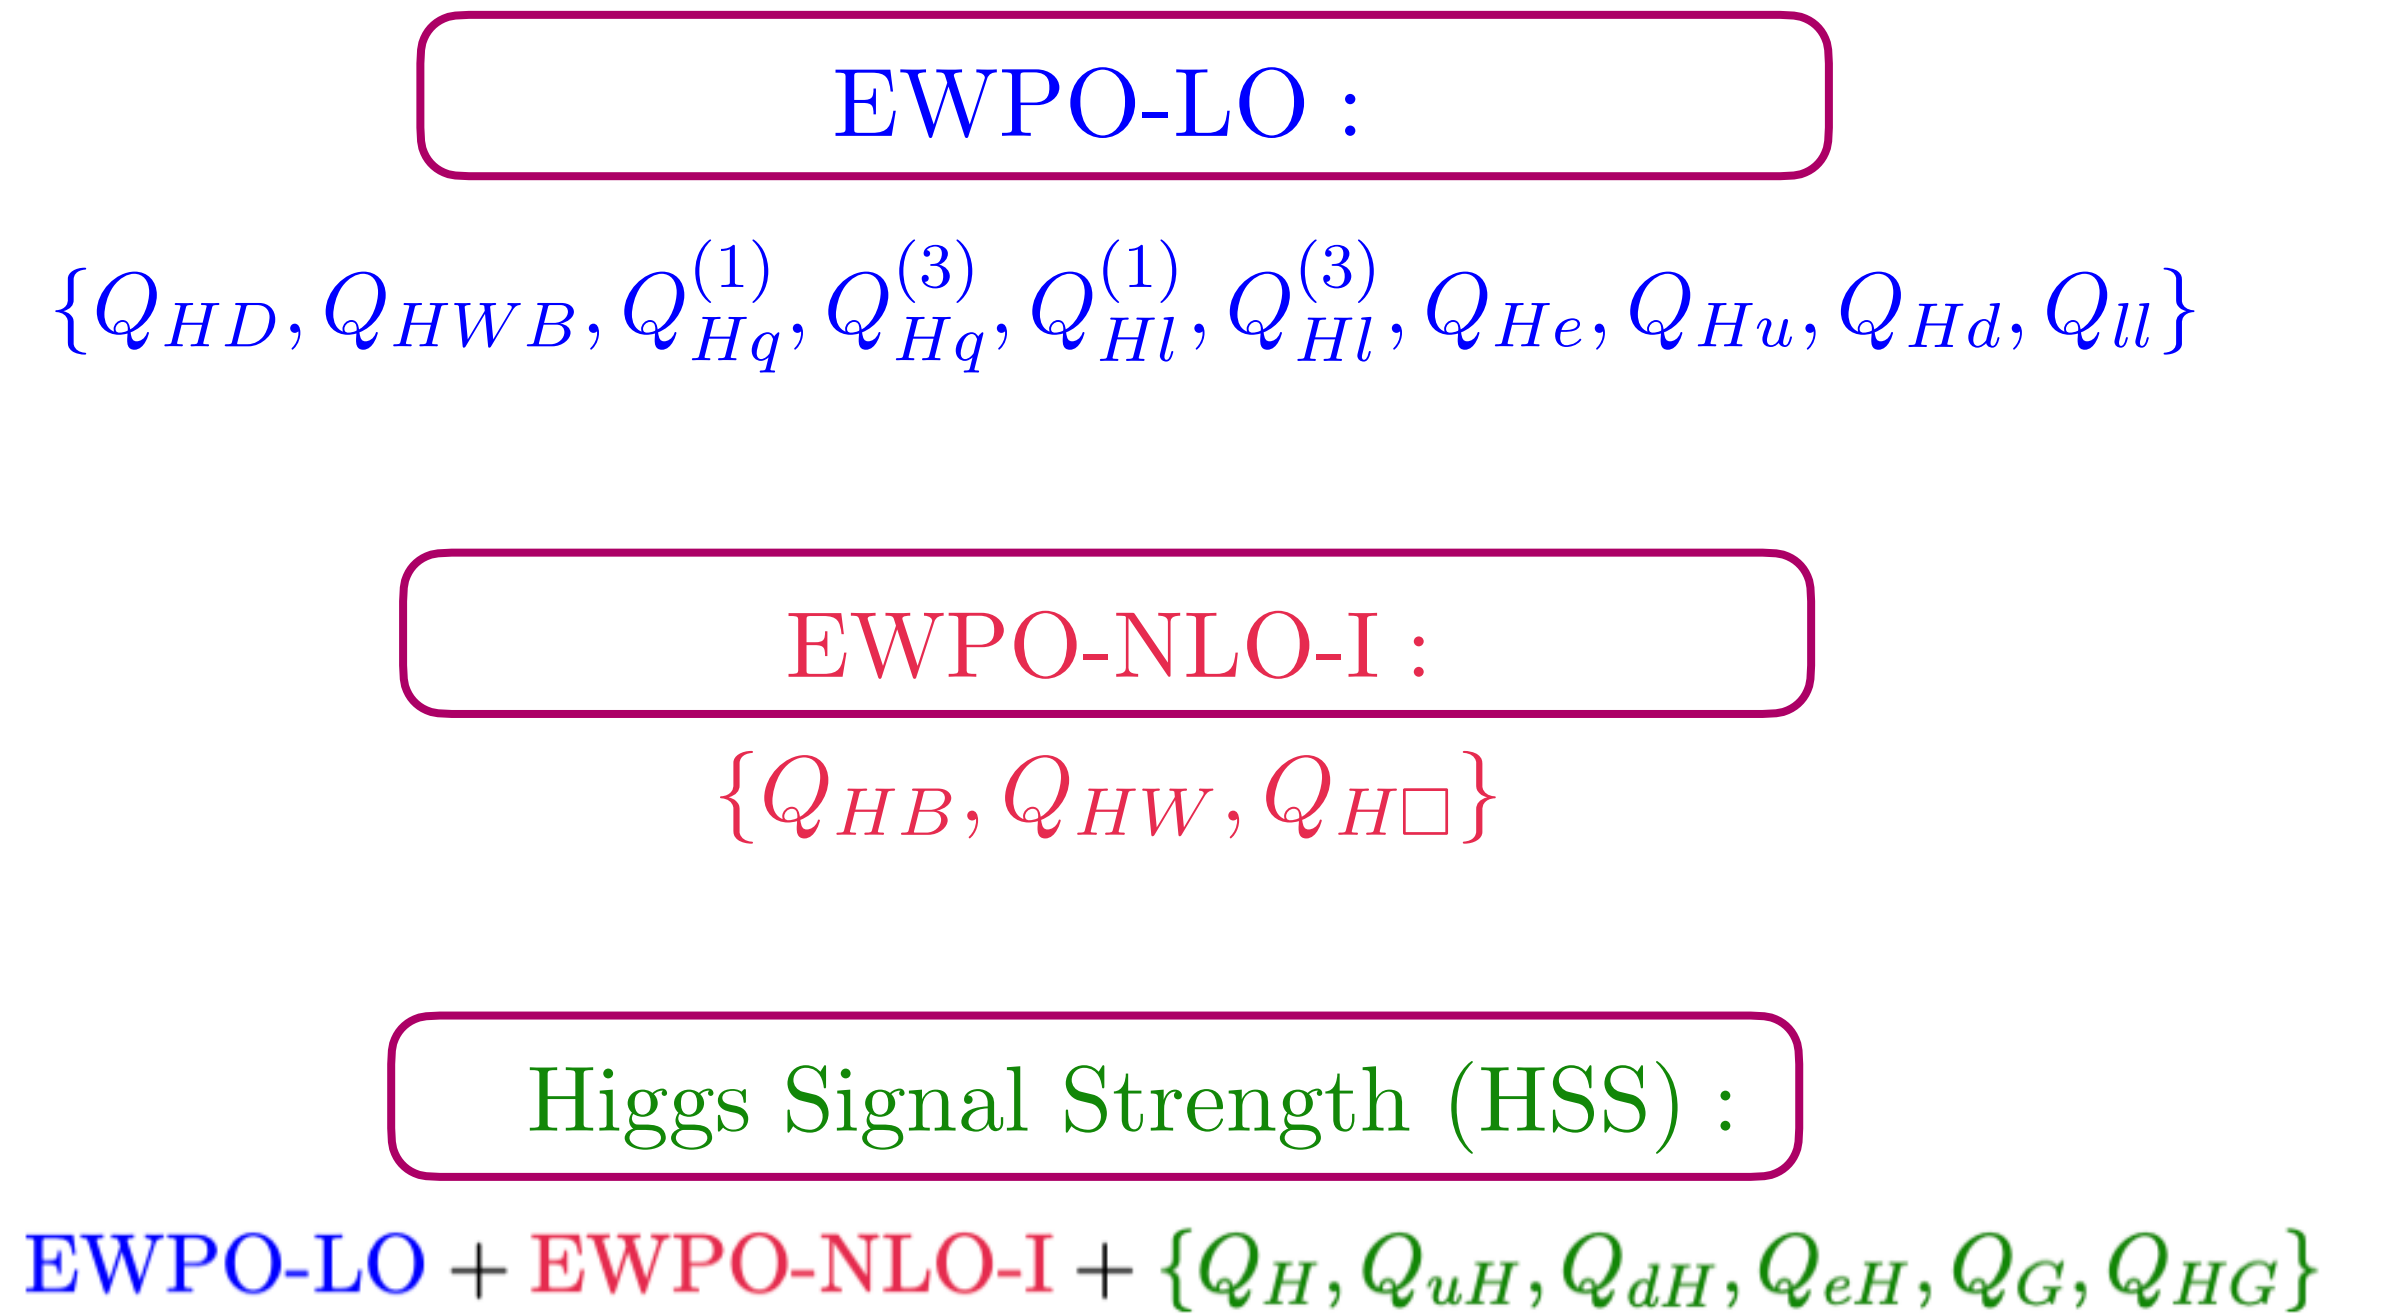 EWPO-LO :
{Q_{HD}, Q_{HWB}, Q_{Hq}^{(1)}, Q_{Hq}^{(3)}, Q_{Hl}^{(1)}, Q_{Hl}^{(3)}, Q_{He}, Q_{Hu}, Q_{Hd}, Q_{ll}}
EWPO-NLO-I :
{Q_{HB}, Q_{HW}, Q_{H□}}
Higgs Signal Strength (HSS) :
EWPO-LO + EWPO-NLO-I + {Q_H, Q_{uH}, Q_{dH}, Q_{eH}, Q_G, Q_{HG}}